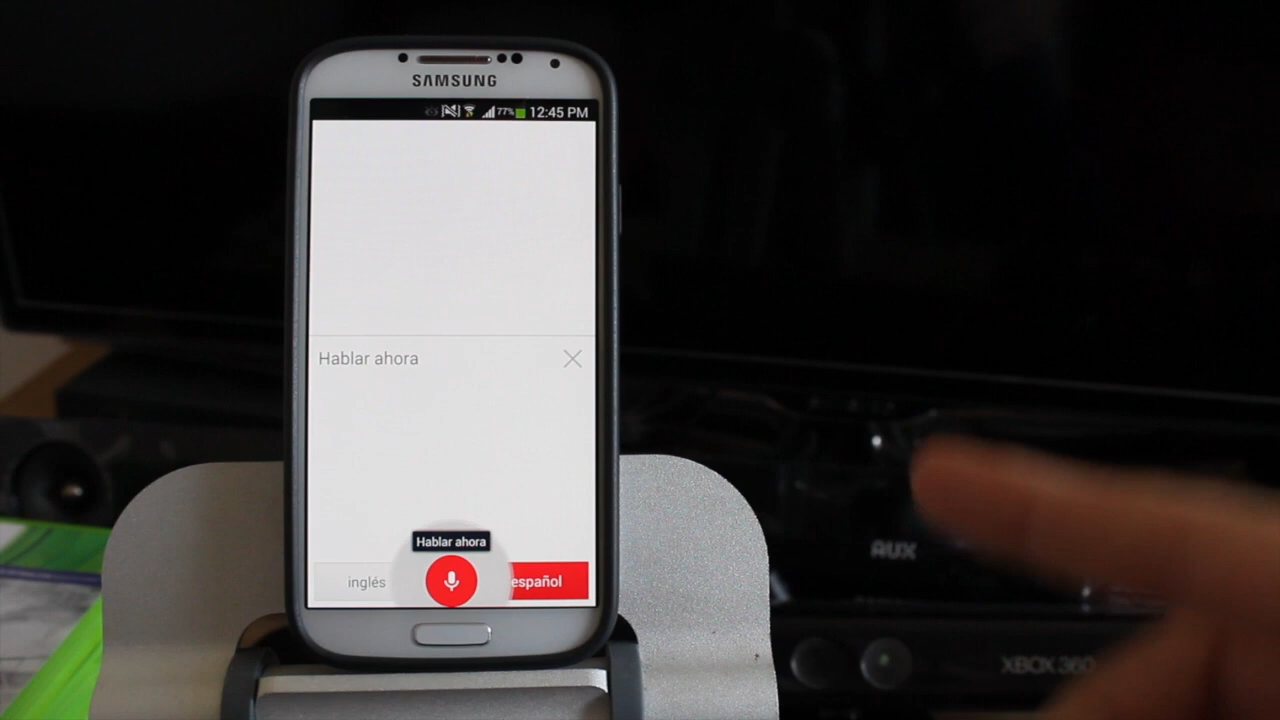 SAMSUNG
77% 12:45 PM
Hablar ahora
Hablar ahora
inglés
español
AUX
XBOX 360